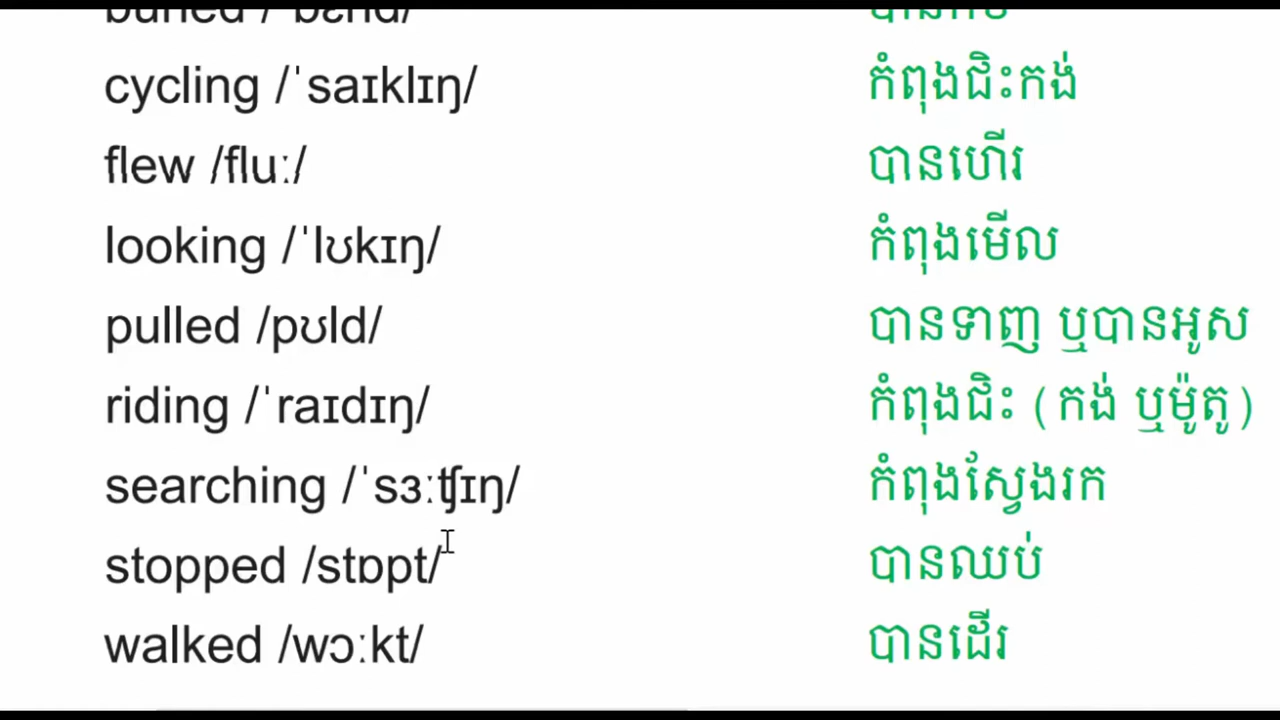 buried /ˈbɛrɪd/
cycling /ˈsaɪklɪŋ/ កំពុងជិះកង់
flew /fluː/ បានហើរ
looking /ˈlʊkɪŋ/ កំពុងមើល
pulled /pʊld/ បានទាញ ឬបានអូស
riding /ˈraɪdɪŋ/ កំពុងជិះ (កង់ ឬម៉ូតូ)
searching /ˈsɜːʧɪŋ/ កំពុងស្វែងរក
stopped /stɒpt/ បានឈប់
walked /wɔːkt/ បានដើរ